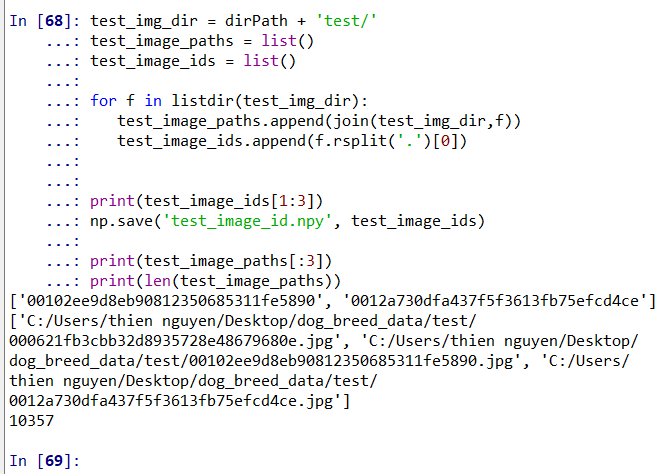 In [68]: test_img_dir = dirPath + 'test/'
...: test_image_paths = list()
...: test_image_ids = list()
...:
...: for f in listdir(test_img_dir):
...:    test_image_paths.append(join(test_img_dir,f))
...:    test_image_ids.append(f.rsplit('.')[0])
...:
...:
...: print(test_image_ids[1:3])
...: np.save('test_image_id.npy', test_image_ids)
...:
...: print(test_image_paths[:3])
...: print(len(test_image_paths))
['00102ee9d8eb90812350685311fe5890', '0012a730dfa437f5f3613fb75efcd4ce']
['C:/Users/thien nguyen/Desktop/dog_breed_data/test/
000621fb3cbb32d8935728e48679680e.jpg', 'C:/Users/thien nguyen/Desktop/
dog_breed_data/test/00102ee9d8eb90812350685311fe5890.jpg', 'C:/Users/
thien nguyen/Desktop/dog_breed_data/test/
0012a730dfa437f5f3613fb75efcd4ce.jpg']
10357
In [69]: